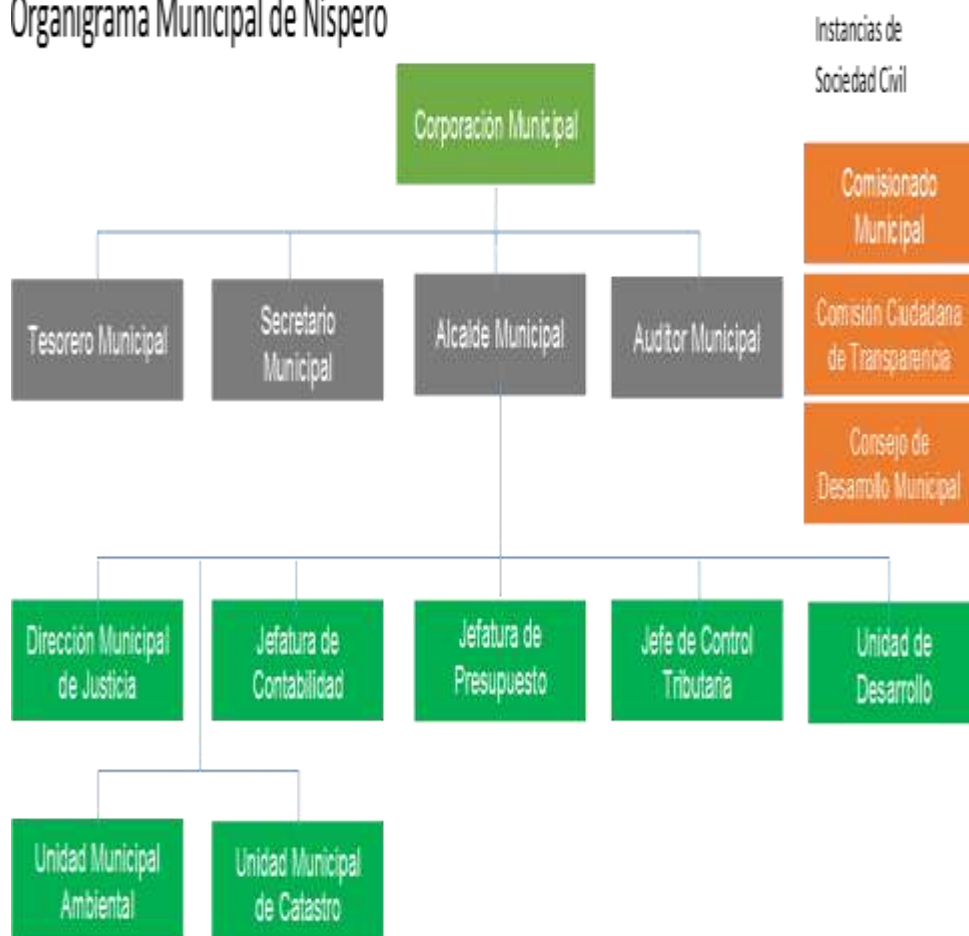 Organigrama Municipal de Nispero
Instancias de
Sociedad Civil
Corporación Municipal
Comisionado
Municipal
Tesorero Municipal
Secretario
Municipal
Alcalde Municipal
Auditor Municipal
Comisión Ciudadana
de Transparencia
Consejo de
Desarrollo Municipal
Dirección Municipal
de Justicia
Jefatura de
Contabilidad
Jefatura de
Presupuesto
Jefe de Control
Tributaria
Unidad de
Desarrollo
Unidad Municipal
Ambiental
Unidad Municipal
de Catastro